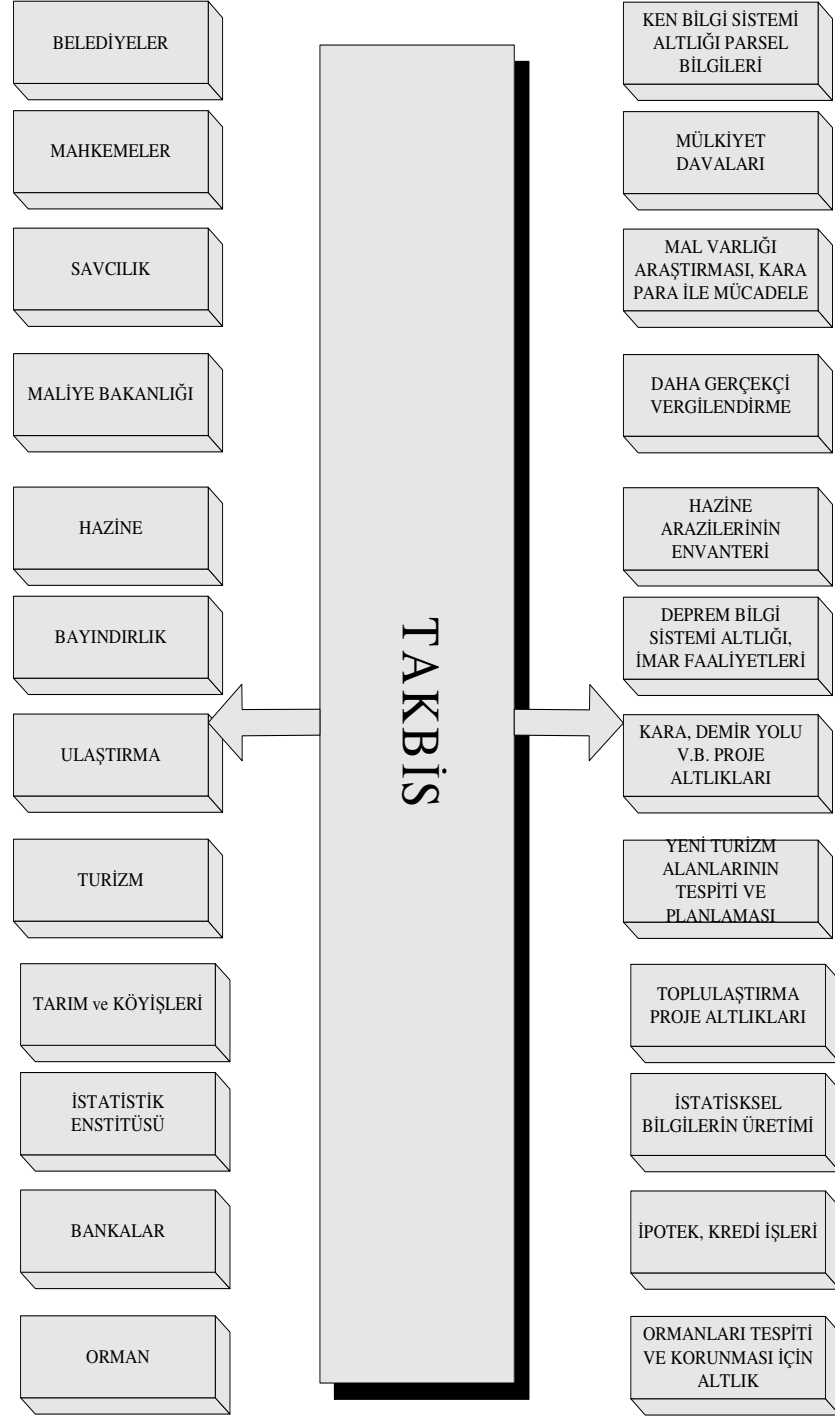 BELEDİYELER
MAHKEMELER
SAVCILIK
MALİYE BAKANLIĞI
HAZİNE
BAYINDIRLIK
ULAŞTIRMA
TURİZM
TARIM ve KÖYİŞLERİ
İSTATİSTİK
ENSTİTÜSÜ
BANKALAR
ORMAN
TAKBİS
KEN BİLGİ SİSTEMİ
ALTLIĞI PARSEL
BİLGİLERİ
MÜLKİYET
DAVALARI
MAL VARLIĞI
ARAŞTIRMASI, KARA
PARA İLE MÜCADELE
DAHA GERÇEKÇİ
VERGİLENDİRME
HAZİNE
ARAZİLERİNİN
ENVANTERİ
DEPREM BİLGİ
SİSTEMİ ALTLIĞI,
İMAR FAALİYETLERİ
KARA, DEMİR YOLU
V.B. PROJE
ALTLIKLARI
YENİ TURİZM
ALANLARININ
TESPİTİ VE
PLANLAMASI
TOPLULAŞTIRMA
PROJE ALTLIKLARI
İSTATİSKSEL
BİLGİLERİN ÜRETİMİ
İPOTEK, KREDİ İŞLERİ
ORMANLARI TESPİTİ
VE KORUNMASI İÇİN
ALTLIK